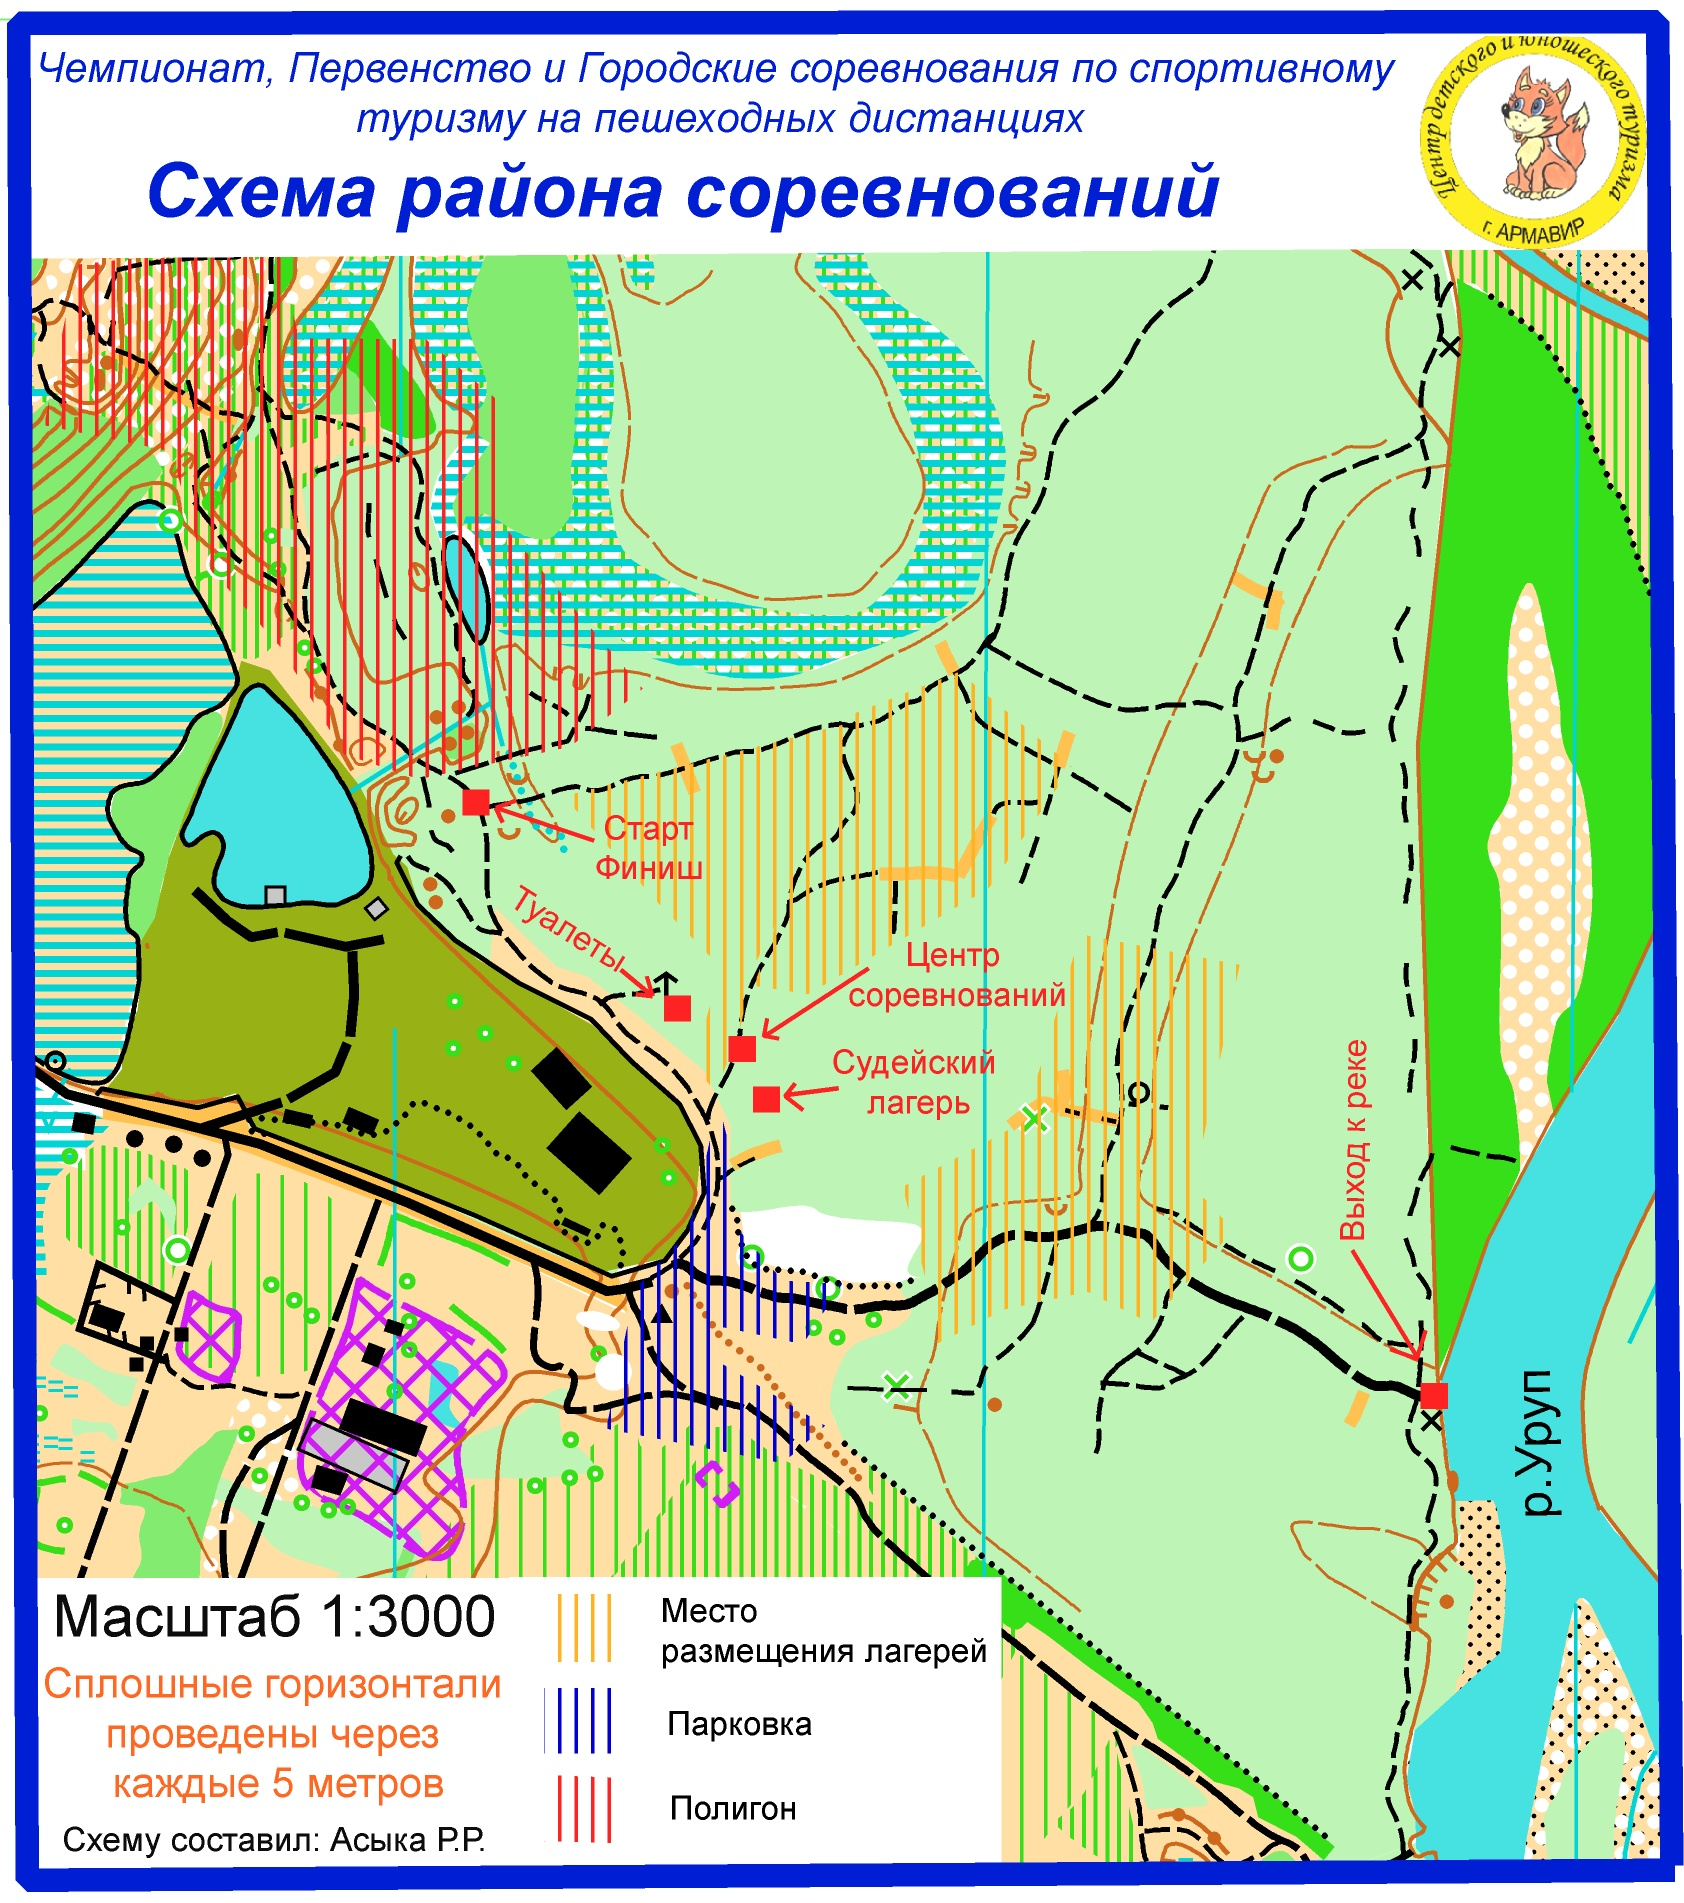 Чемпионат, Первенство и Городские соревнования по спортивному
туризму на пешеходных дистанциях
Схема района соревнований
Центр детского и юношеского туризма
г. АРМАВИР
Старт
Финиш
Туалеты
Центр
соревнований
Судейский
лагерь
Выход к реке
р.Уруп
Масштаб 1:3000
Сплошные горизонтали
проведены через
каждые 5 метров
Схему составил: Асыка Р.Р.
Место
размещения лагерей
Парковка
Полигон